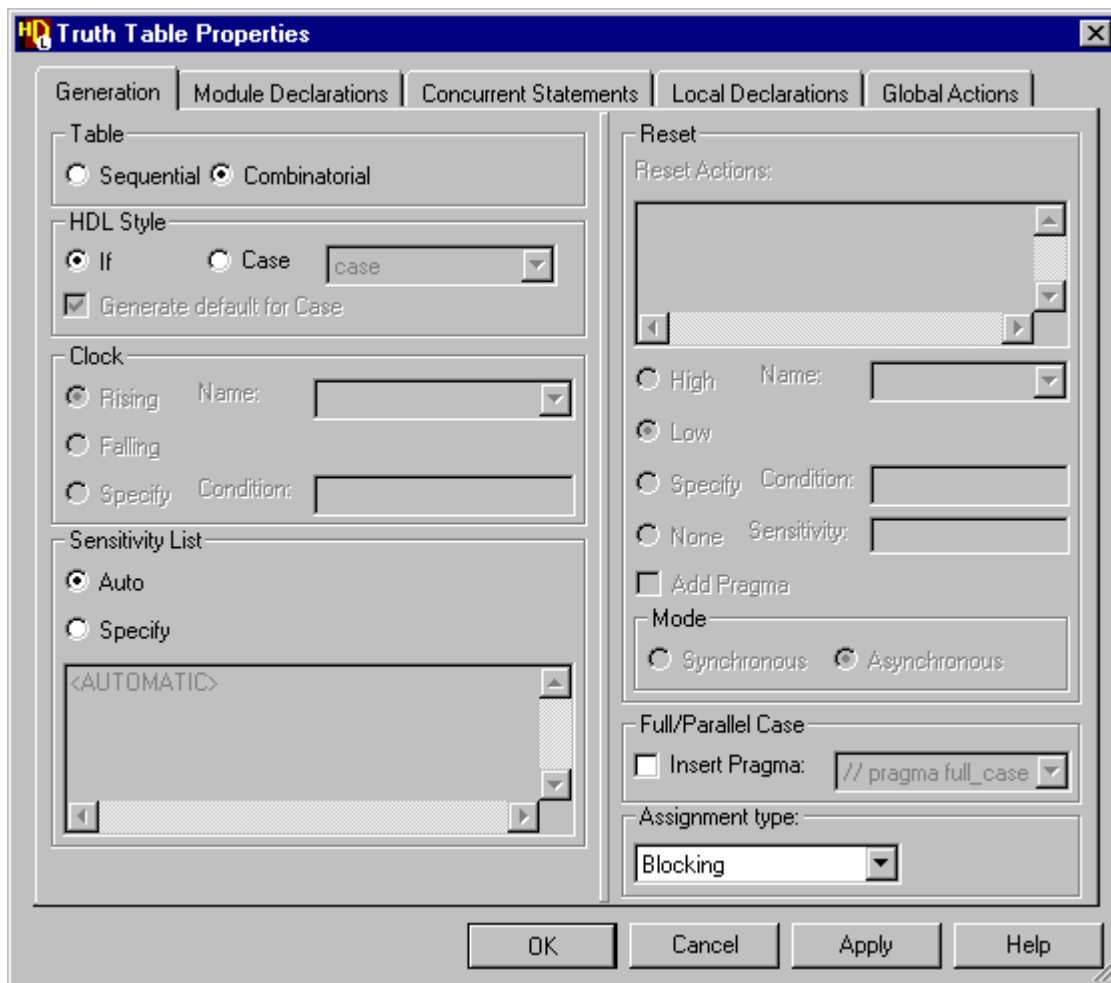 HDL Truth Table Properties
Generation Module Declarations Concurrent Statements Local Declarations Global Actions
Table
Sequential Combinatorial
HDL Style
If Case case
Generate default for Case
Clock
Rising Name:
Falling
Specify Condition:
Sensitivity List
Auto
Specify
<AUTOMATIC>
Reset
Reset Actions:
High Name:
Low
Specify Condition:
None Sensitivity:
Add Pragma
Mode
Synchronous Asynchronous
Full/Parallel Case
Insert Pragma: // pragma full_case
Assignment type:
Blocking
OK Cancel Apply Help